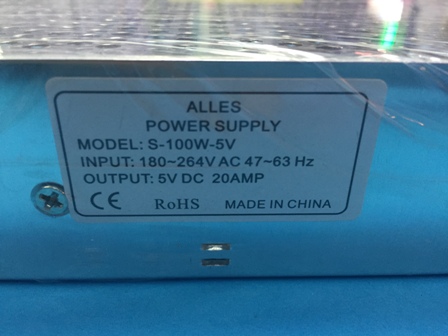 ALLES
POWER SUPPLY
MODEL: S-100W-5V
INPUT: 180~264V AC 47~63 Hz
OUTPUT: 5V DC 20AMP
CE RoHS MADE IN CHINA